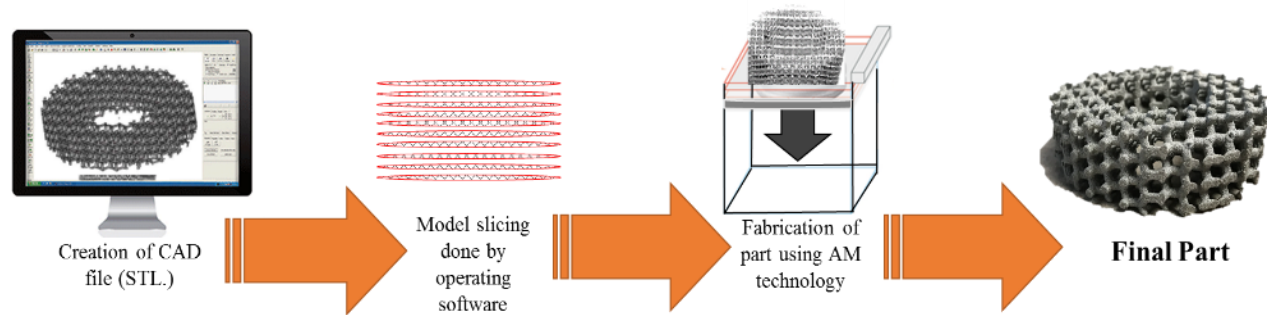 Creation of CAD
file (STL.)
Model slicing
done by
operating
software
Fabrication of
part using AM
technology
Final Part